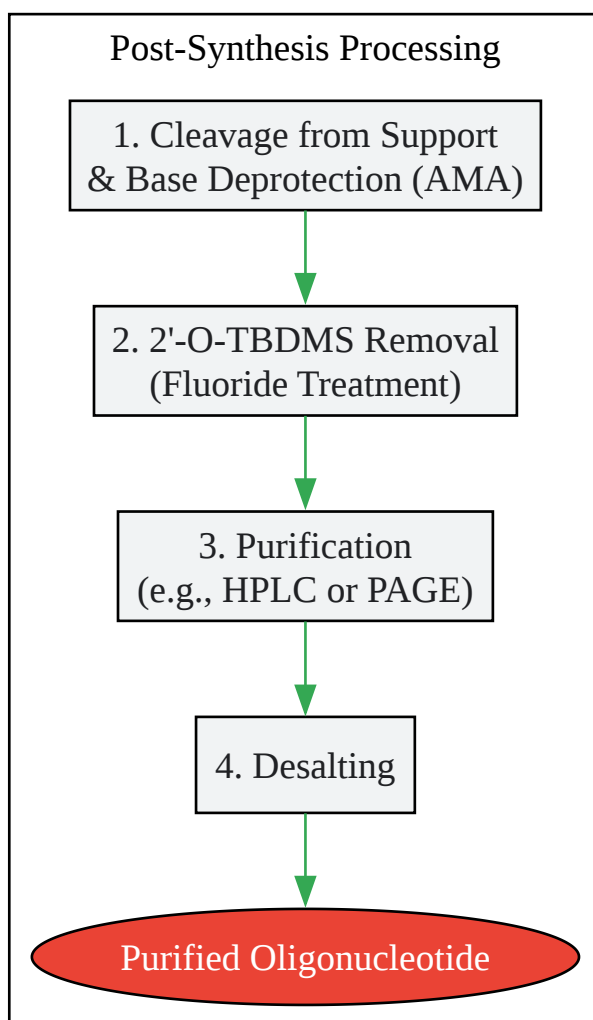 Post-Synthesis Processing
1. Cleavage from Support
& Base Deprotection (AMA)
2. 2'-O-TBDMS Removal
(Fluoride Treatment)
3. Purification
(e.g., HPLC or PAGE)
4. Desalting
Purified Oligonucleotide